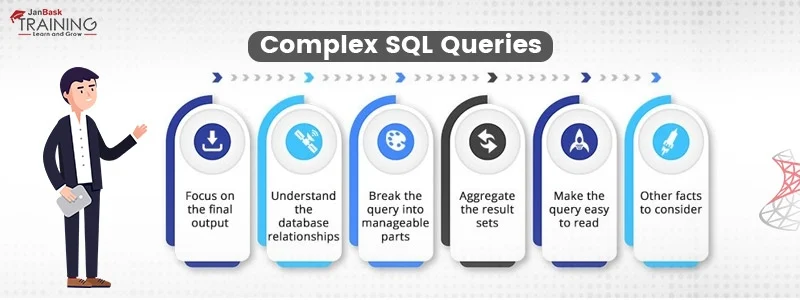 JanBask
TRAINING
Learn and Grow
Complex SQL Queries
Focus on
the final
output
Understand
the
database
relationships
Break the
query into
manageable
parts
Aggregate
the result
sets
Make the
query easy
to read
Other facts
to consider